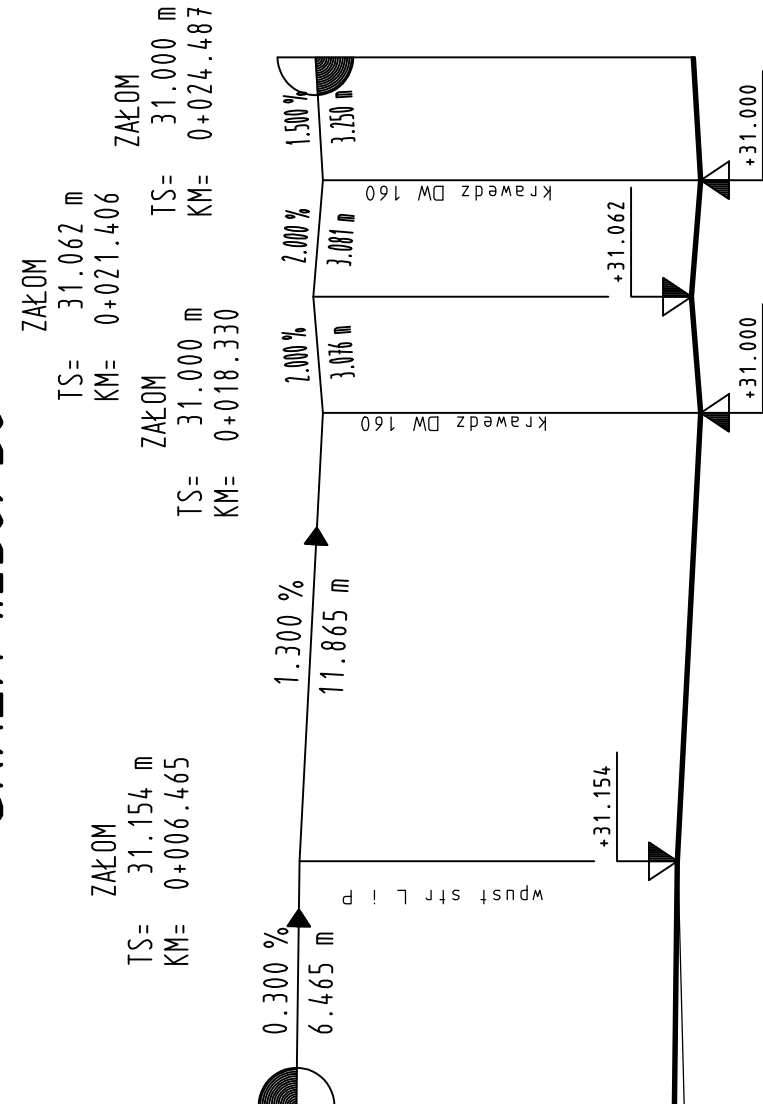 ZAŁOM
TS= 31.154 m
KM= 0+006.465
ZAŁOM
TS= 31.000 m
KM= 0+018.330
ZAŁOM
TS= 31.062 m
KM= 0+021.406
ZAŁOM
TS= 31.000 m
KM= 0+024.487
0.300 %
6.465 m
1.300 %
11.865 m
2.000 %
3.076 m
2.000 %
3.081 m
1.500 %
3.250 m
wpust str L i P
Krawedz DW 160
Krawedz DW 160
+31.154
+31.000
+31.062
+31.000